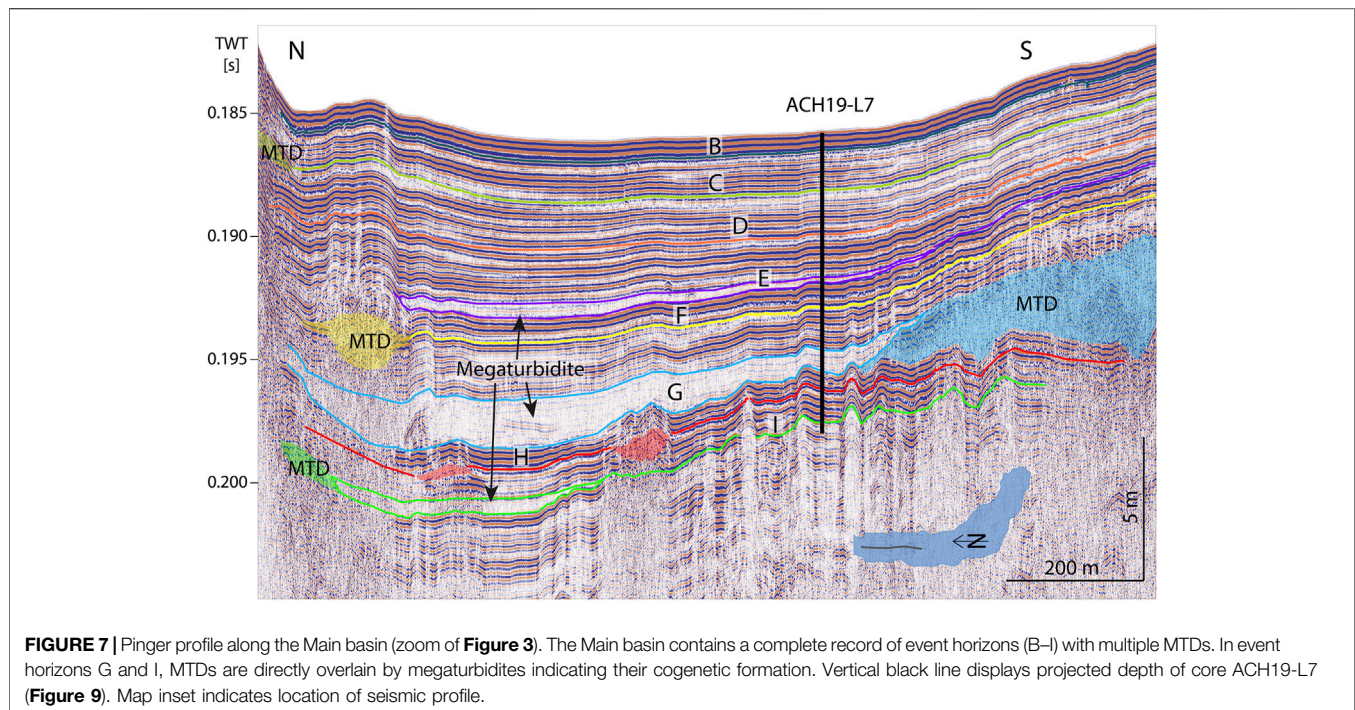 TWT
[s]
N
S
ACH19-L7
0.185
B
MTD
C
D
0.190
E
F
MTD
MTD
0.195
Megaturbidite
G
H
I
MTD
0.200
N
5 m
200 m
FIGURE 7 | Pinger profile along the Main basin (zoom of Figure 3). The Main basin contains a complete record of event horizons (B–I) with multiple MTDs. In event
horizons G and I, MTDs are directly overlain by megaturbidites indicating their cogenetic formation. Vertical black line displays projected depth of core ACH19-L7
(Figure 9). Map inset indicates location of seismic profile.